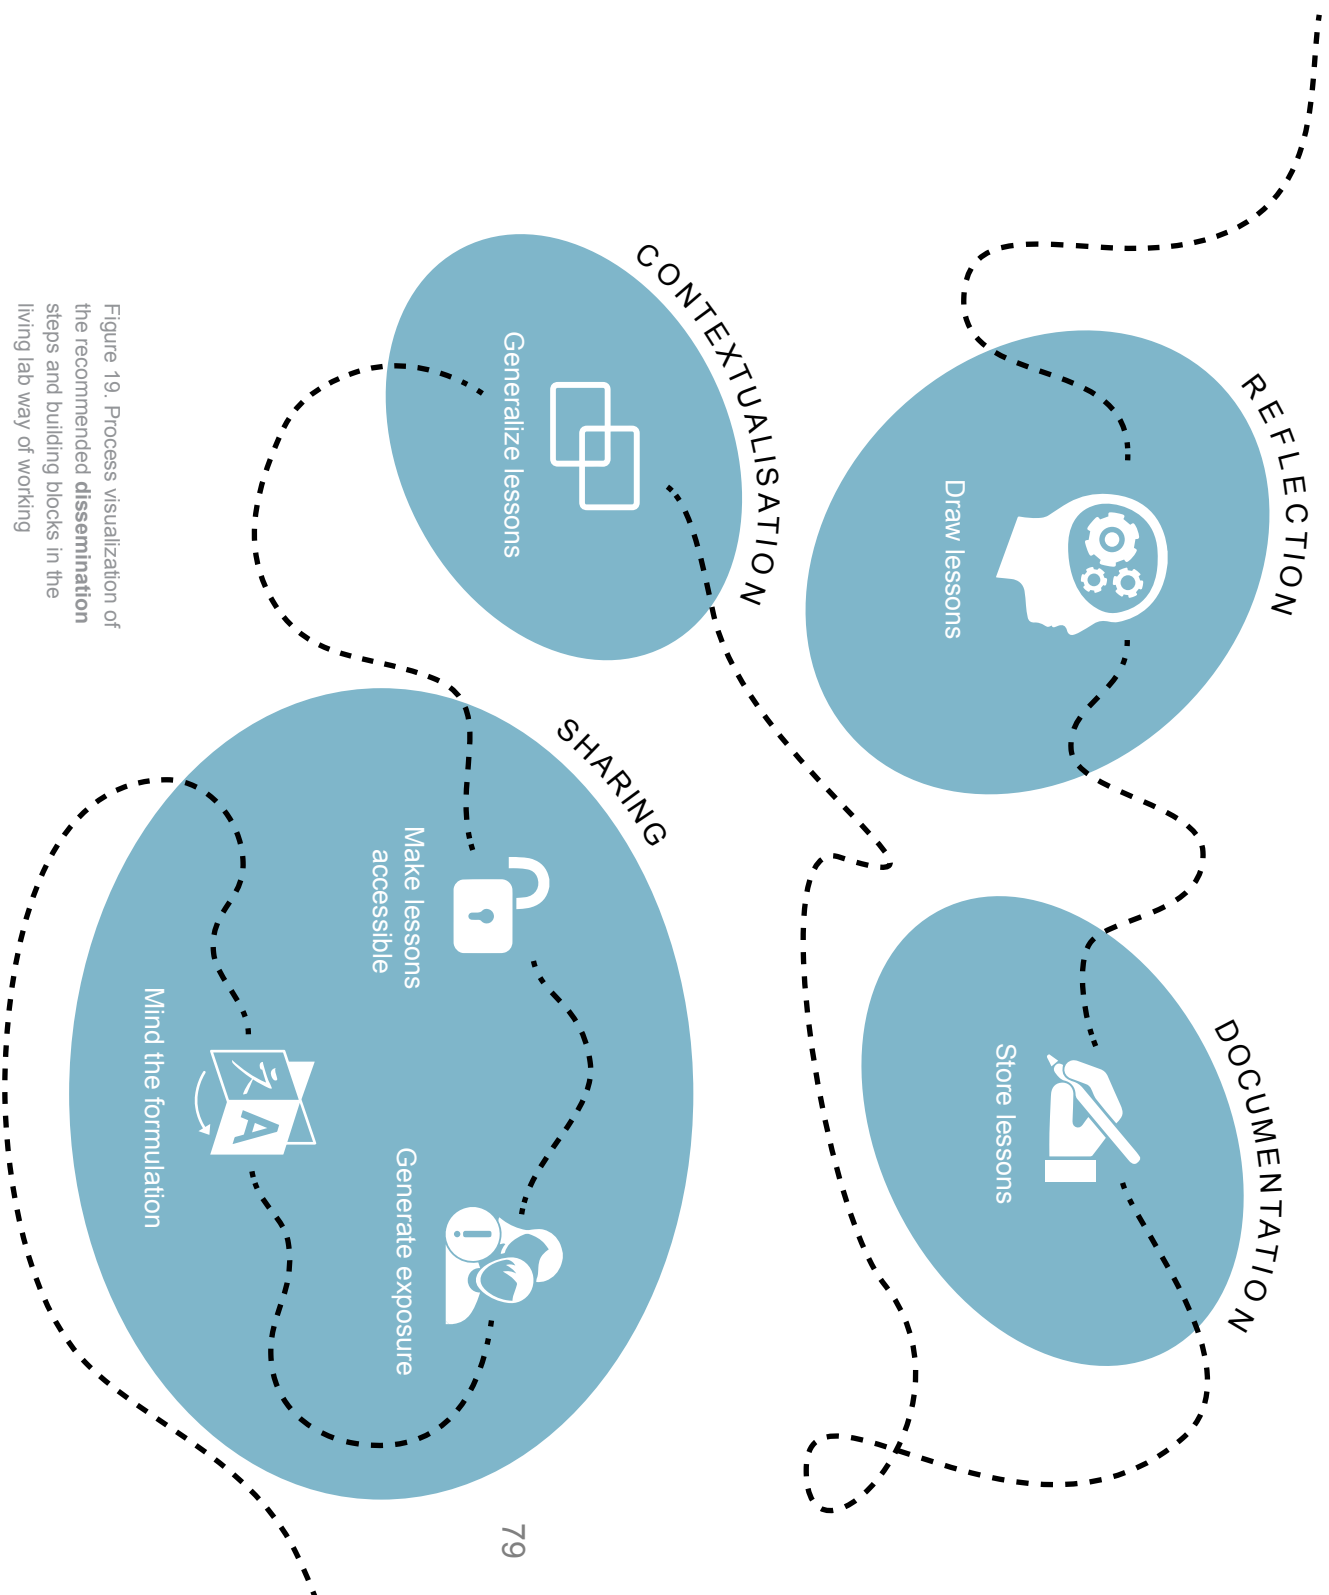 REFLECTION
Draw lessons
DOCUMENTATION
Store lessons
CONTEXTUALISATION
Generalize lessons
SHARING
Make lessons
accessible
Generate exposure
Mind the formulation
A
Figure 19. Process visualization of
the recommended dissemination
steps and building blocks in the
living lab way of working
79